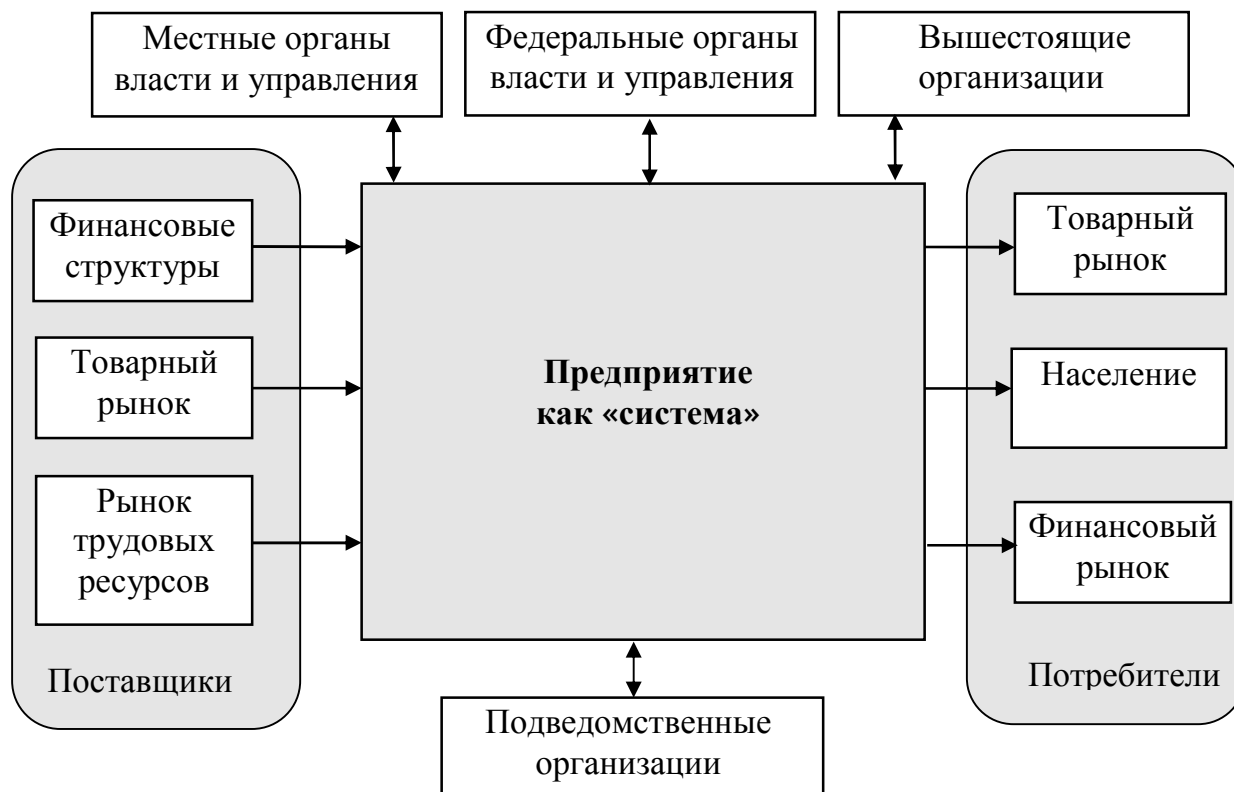 Местные органы
власти и управления
Федеральные органы
власти и управления
Вышестоящие
организации
Финансовые
структуры
Товарный
рынок
Рынок
трудовых
ресурсов
Поставщики
Предприятие
как «система»
Товарный
рынок
Население
Финансовый
рынок
Потребители
Подведомственные
организации